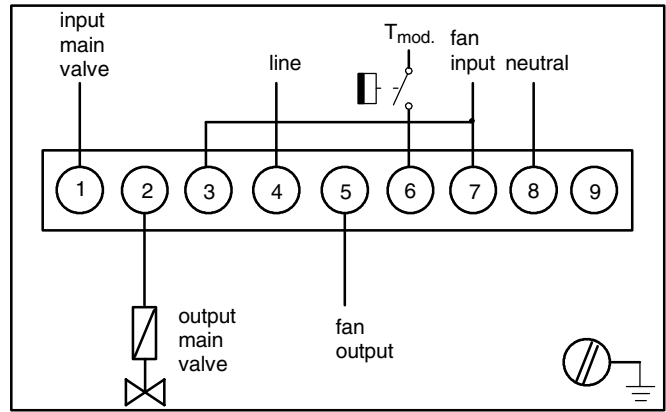 input
main
valve
line
Tmod.
fan
input
neutral
1
2
3
4
5
6
7
8
9
output
main
valve
fan
output